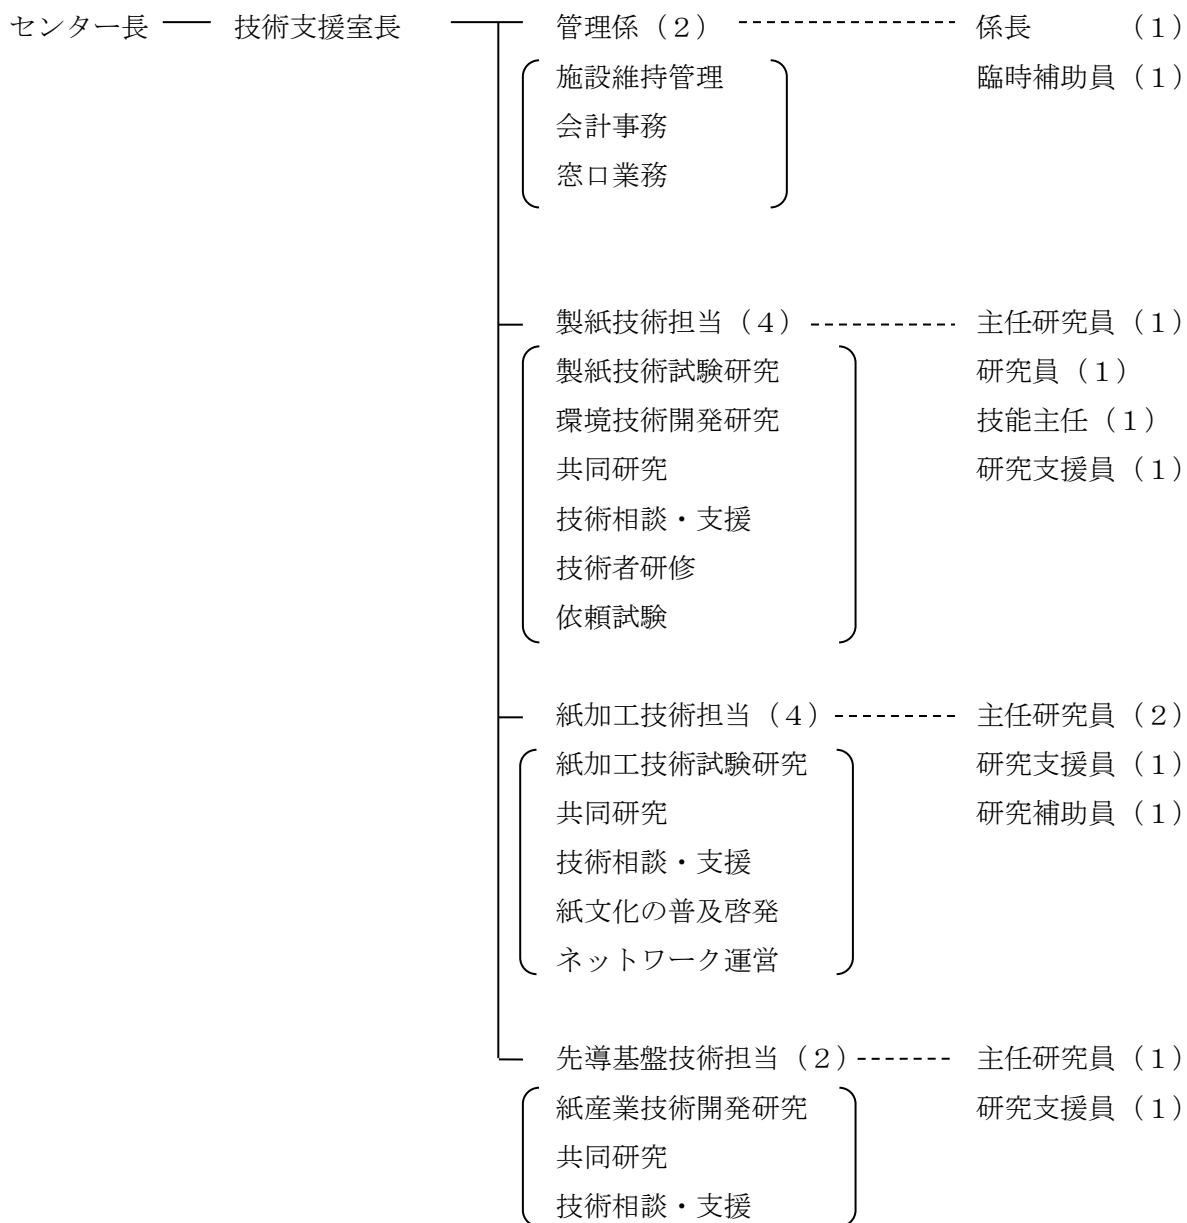 センター長 技術支援室長 管理係（２） 係長 （１）
施設維持管理 臨時補助員（１）
会計事務
窓口業務
製紙技術担当（４） 主任研究員（１）
製紙技術試験研究 研究員（１）
環境技術開発研究 技能主任（１）
共同研究 研究支援員（１）
技術相談・支援
技術者研修
依頼試験
紙加工技術担当（４） 主任研究員（２）
紙加工技術試験研究 研究支援員（１）
共同研究 研究補助員（１）
技術相談・支援
紙文化の普及啓発
ネットワーク運営
先導基盤技術担当（２） 主任研究員（１）
紙産業技術開発研究 研究支援員（１）
共同研究
技術相談・支援